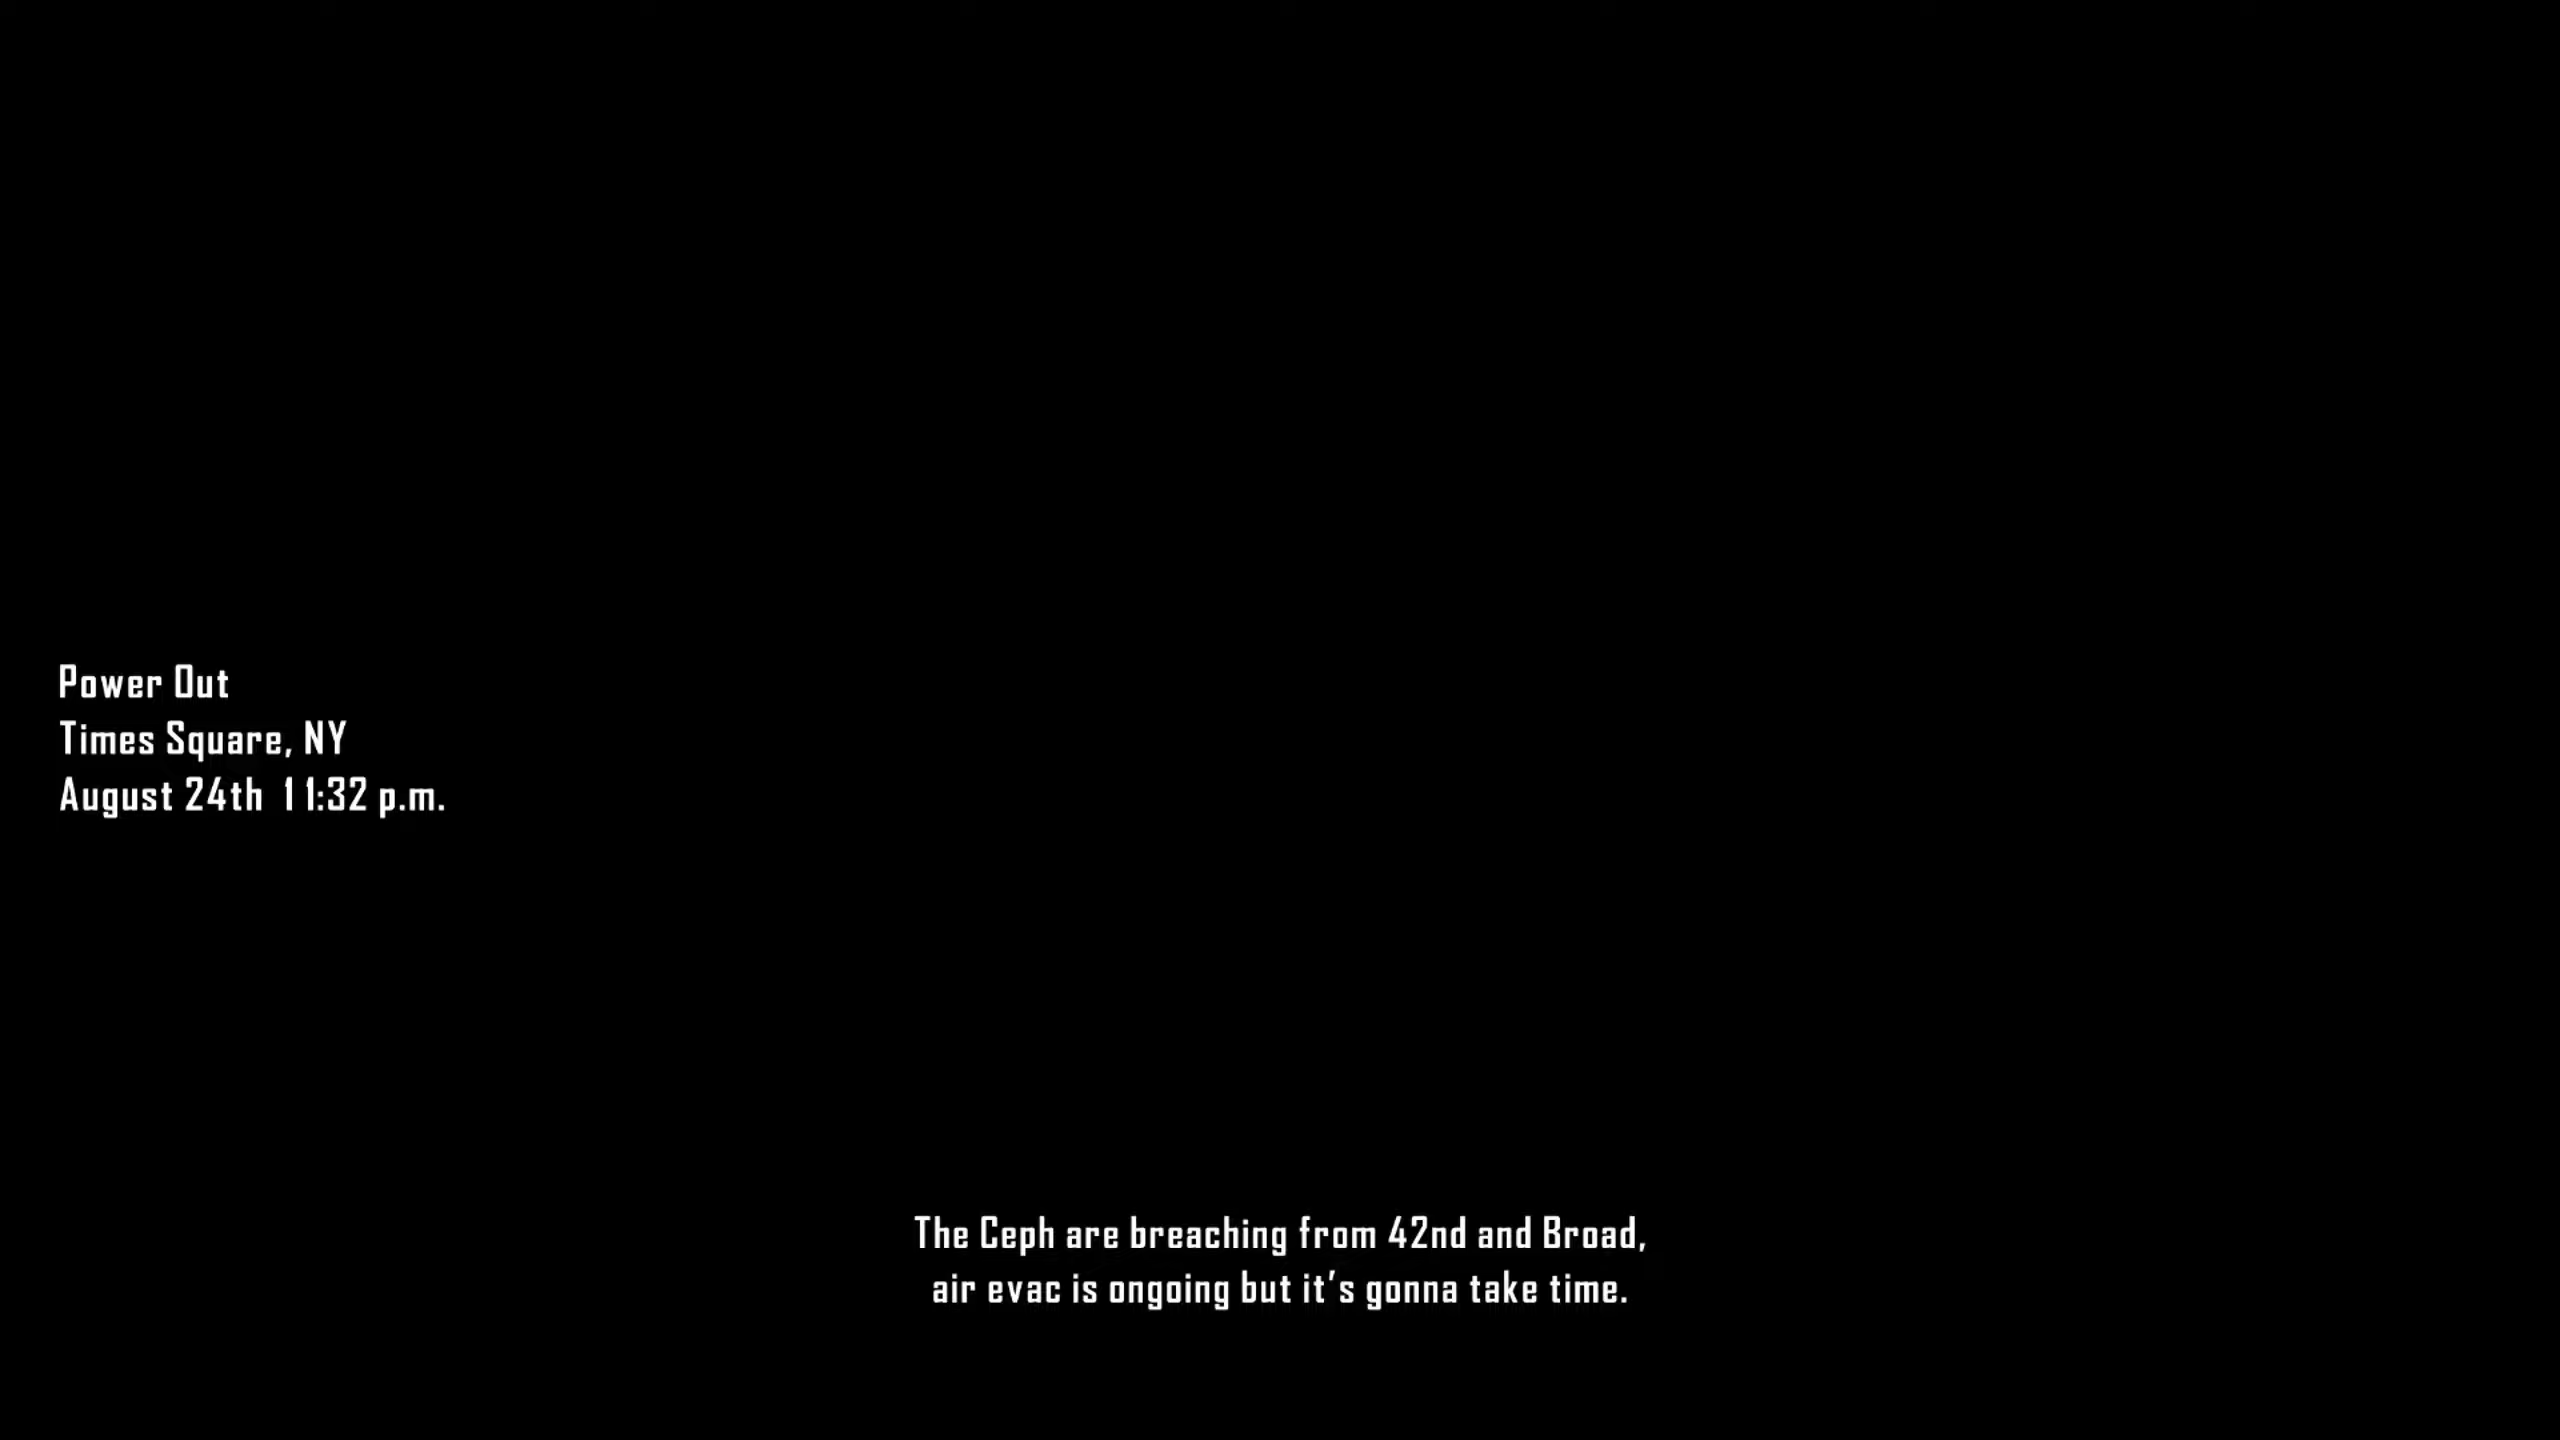 Power Out
Times Square, NY
August 24th 11:32 p.m.
The Ceph are breaching from 42nd and Broad,
air evac is ongoing but it’s gonna take time.